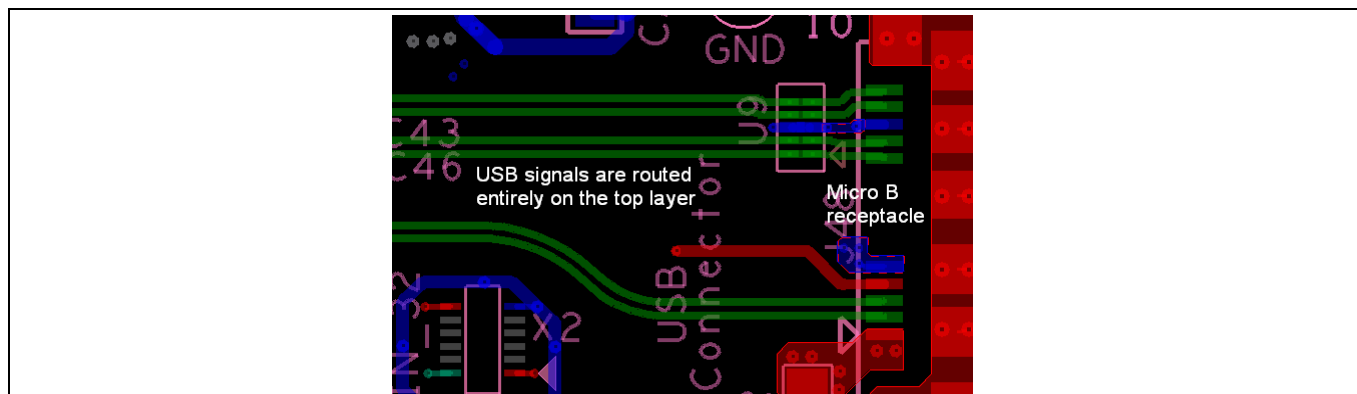 10
GND
U9
C43
C46
USB signals are routed
entirely on the top layer
Micro B
receptacle
USB
Connector
X2